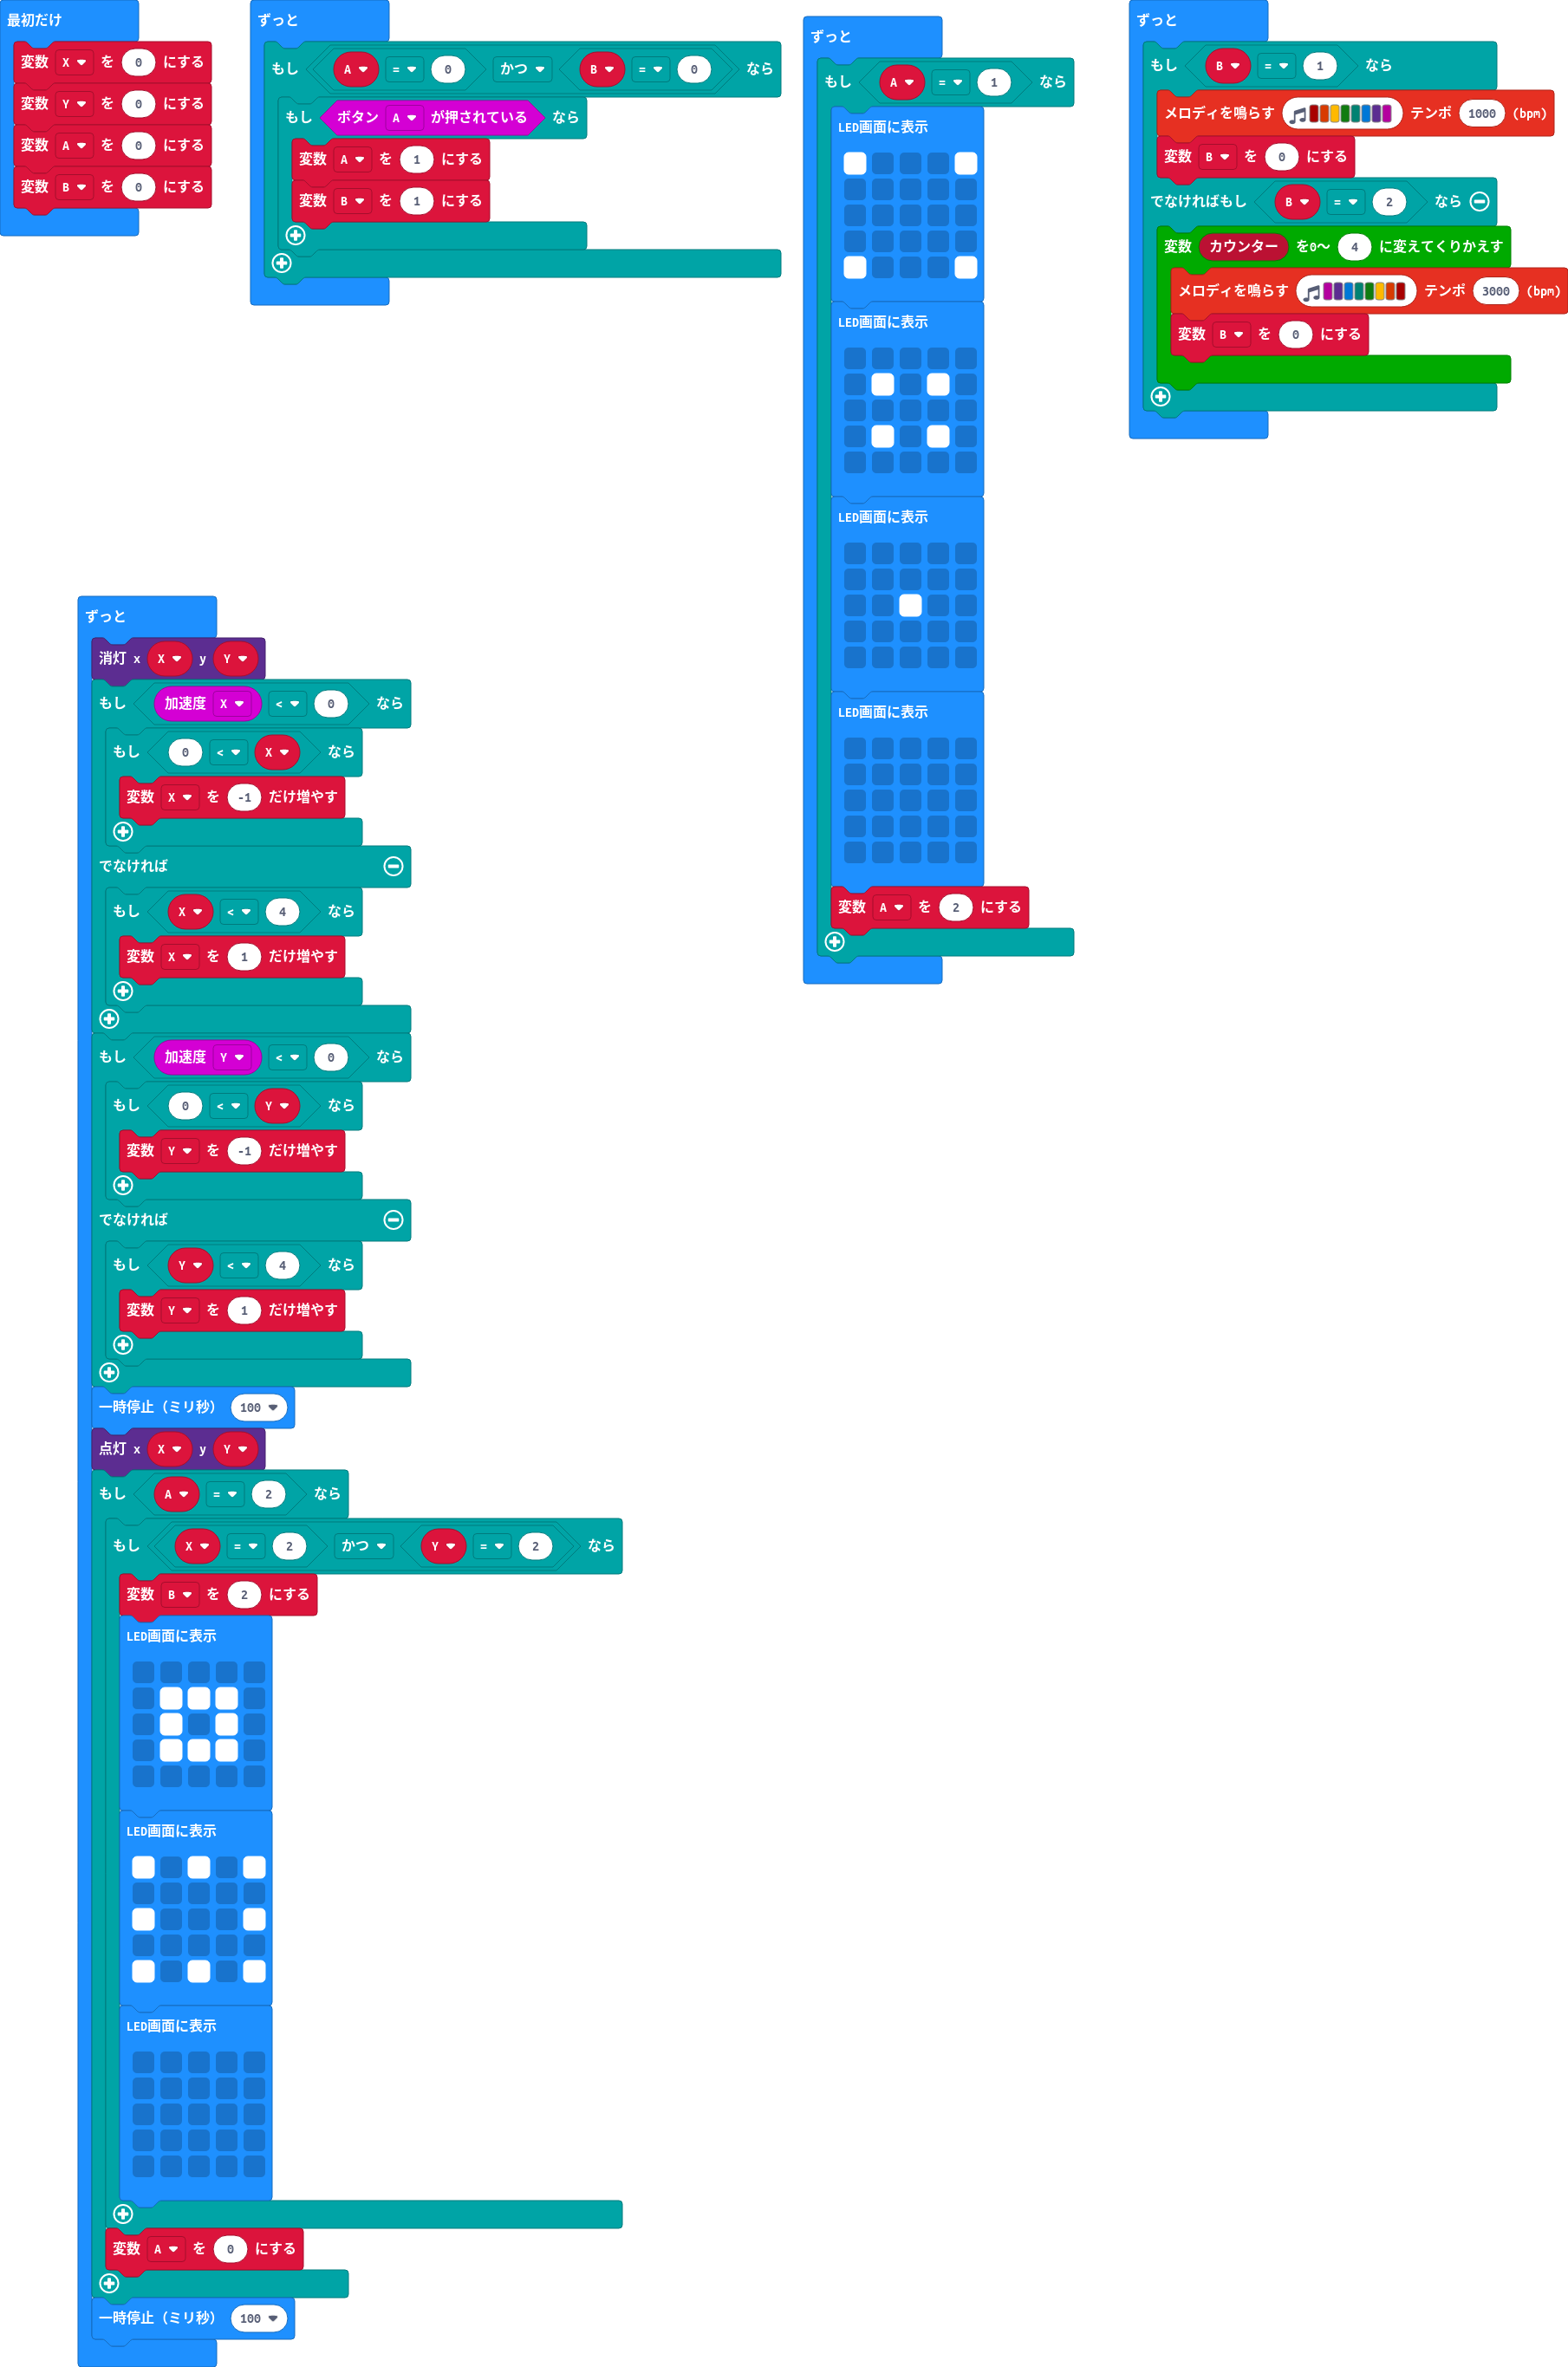 最初だけ
変数 X を 0 にする
変数 Y を 0 にする
変数 A を 0 にする
変数 B を 0 にする
ずっと
もし A = 0 かつ B = 0 なら
もし ボタン A が押されている なら
変数 A を 1 にする
変数 B を 1 にする
ずっと
もし A = 1 なら
LED画面に表示
LED画面に表示
LED画面に表示
LED画面に表示
変数 A を 2 にする
ずっと
もし B = 1 なら
メロディを鳴らす テンポ 1000 (bpm)
変数 B を 0 にする
でなければもし B = 2 なら
変数 カウンター を0〜 4 に変えてくりかえす
メロディを鳴らす テンポ 3000 (bpm)
変数 B を 0 にする
ずっと
消灯 x X y Y
もし 加速度 X < 0 なら
もし 0 < X なら
変数 X を -1 だけ増やす
でなければ
もし X < 4 なら
変数 X を 1 だけ増やす
もし 加速度 Y < 0 なら
もし 0 < Y なら
変数 Y を -1 だけ増やす
でなければ
もし Y < 4 なら
変数 Y を 1 だけ増やす
一時停止（ミリ秒） 100
点灯 x X y Y
もし A = 2 なら
もし X = 2 かつ Y = 2 なら
変数 B を 2 にする
LED画面に表示
LED画面に表示
LED画面に表示
変数 A を 0 にする
一時停止（ミリ秒） 100